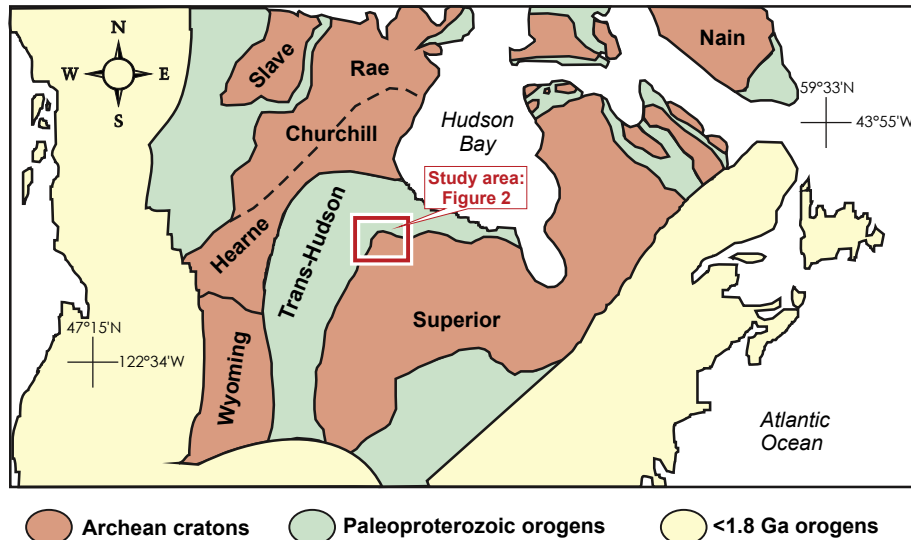 N
W
E
S
Slave
Rae
Nain
59°33'N
43°55'W
Churchill
Hudson
Bay
Study area:
Figure 2
Hearne
Trans-Hudson
47°15'N
122°34'W
Wyoming
Superior
Atlantic
Ocean
Archean cratons
Paleoproterozoic orogens
<1.8 Ga orogens